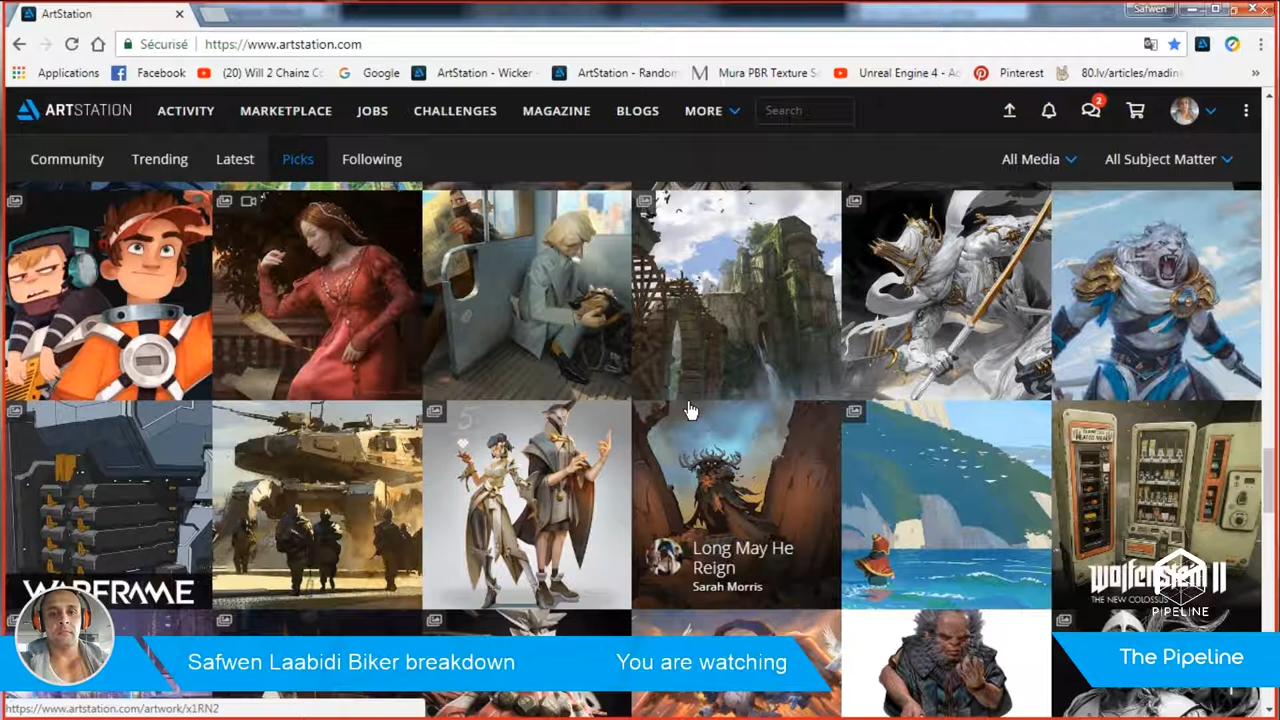 ArtStation
Safwen
Sécurisé https://www.artstation.com
Applications Facebook (20) Will 2 Chainz Google ArtStation - Wicker ArtStation - Random Mura PBR Texture Unreal Engine 4 - Pinterest 80.lv/articles/madin
ARTSTATION ACTIVITY MARKETPLACE JOBS CHALLENGES MAGAZINE BLOGS MORE Search 2
Community Trending Latest Picks Following All Media All Subject Matter
Long May He
Reign
Sarah Morris
WARFRAME
Wolfenstein II
THE NEW COLOSSUS
PIPELINE
Safwen Laabidi Biker breakdown You are watching The Pipeline
https://www.artstation.com/artwork/x1RN2